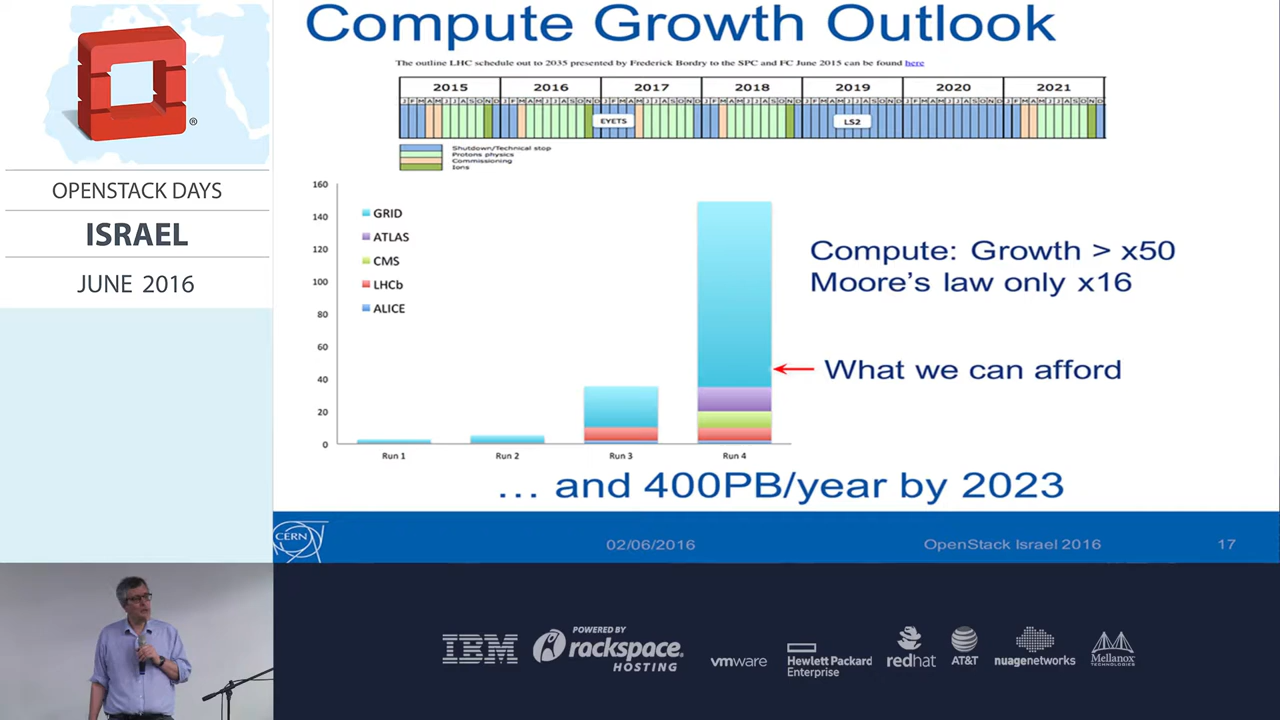 Compute Growth Outlook
The outline LHC schedule out to 2035 presented by Frederick Bordry to the SPC and FC June 2015 can be found here
2015 2016 2017 2018 2019 2020 2021
J F M A M J J A S O N D J F M A M J J A S O N D J F M A M J J A S O N D J F M A M J J A S O N D J F M A M J J A S O N D J F M A M J J A S O N D J F M A M J J A S O N D
EYETS LS2
Shutdown/Technical stop
Protons physics
Commissioning
Ions
®
OPENSTACK DAYS
ISRAEL
JUNE 2016
160
140
120
100
80
60
40
20
0
GRID
ATLAS
CMS
LHCb
ALICE
Run 1 Run 2 Run 3 Run 4
Compute: Growth > x50
Moore's law only x16
What we can afford
... and 400PB/year by 2023
CERN 02/06/2016 OpenStack Israel 2016 17
IBM
POWERED BY
rackspace.
HOSTING
vmware
Hewlett Packard
Enterprise
redhat
AT&T
nuagenetworks
Mellanox
TECHNOLOGIES